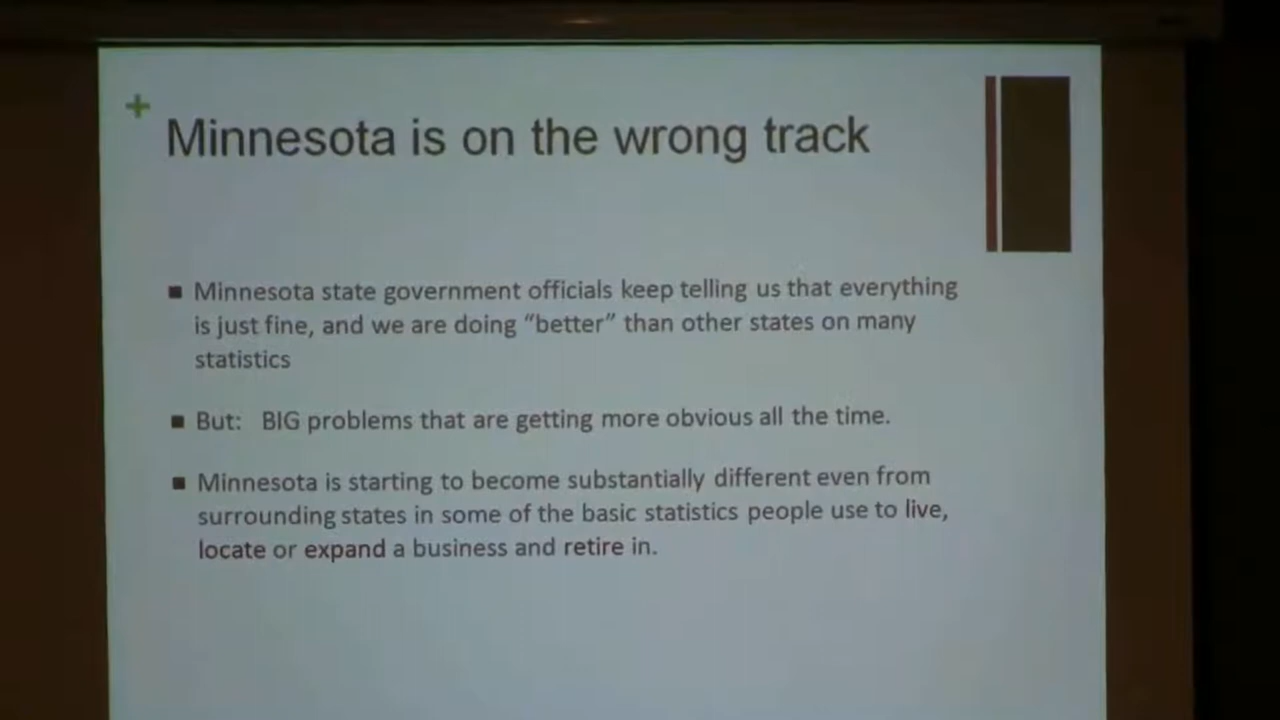 +
Minnesota is on the wrong track
■ Minnesota state government officials keep telling us that everything
is just fine, and we are doing “better” than other states on many
statistics
■ But: BIG problems that are getting more obvious all the time.
■ Minnesota is starting to become substantially different even from
surrounding states in some of the basic statistics people use to live,
locate or expand a business and retire in.